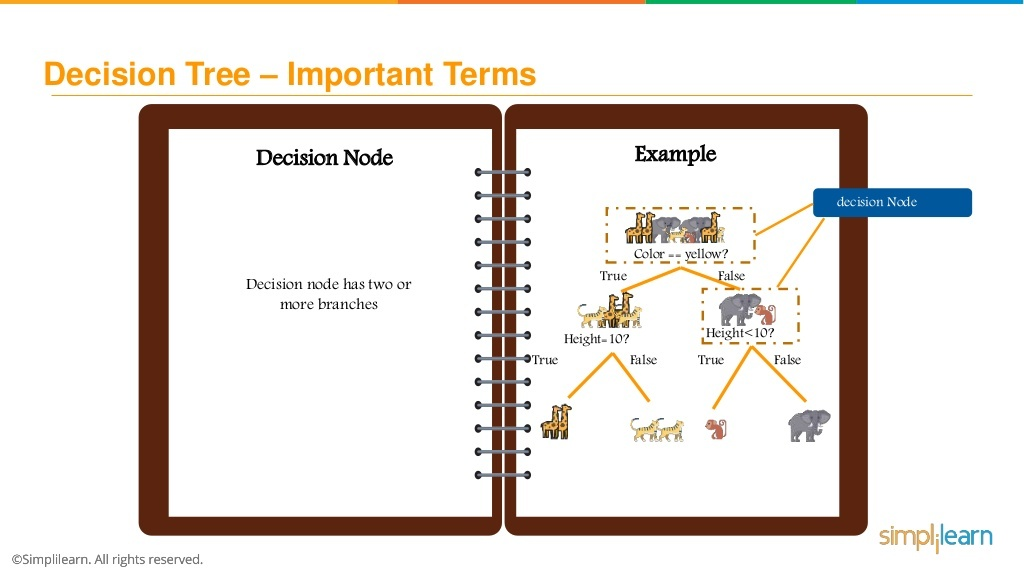 Decision Tree – Important Terms
Decision Node
Decision node has two or
more branches
Example
decision Node
Color == yellow?
True
False
Height=10?
Height<10?
True
False
True
False
©Simplilearn. All rights reserved.
simplilearn